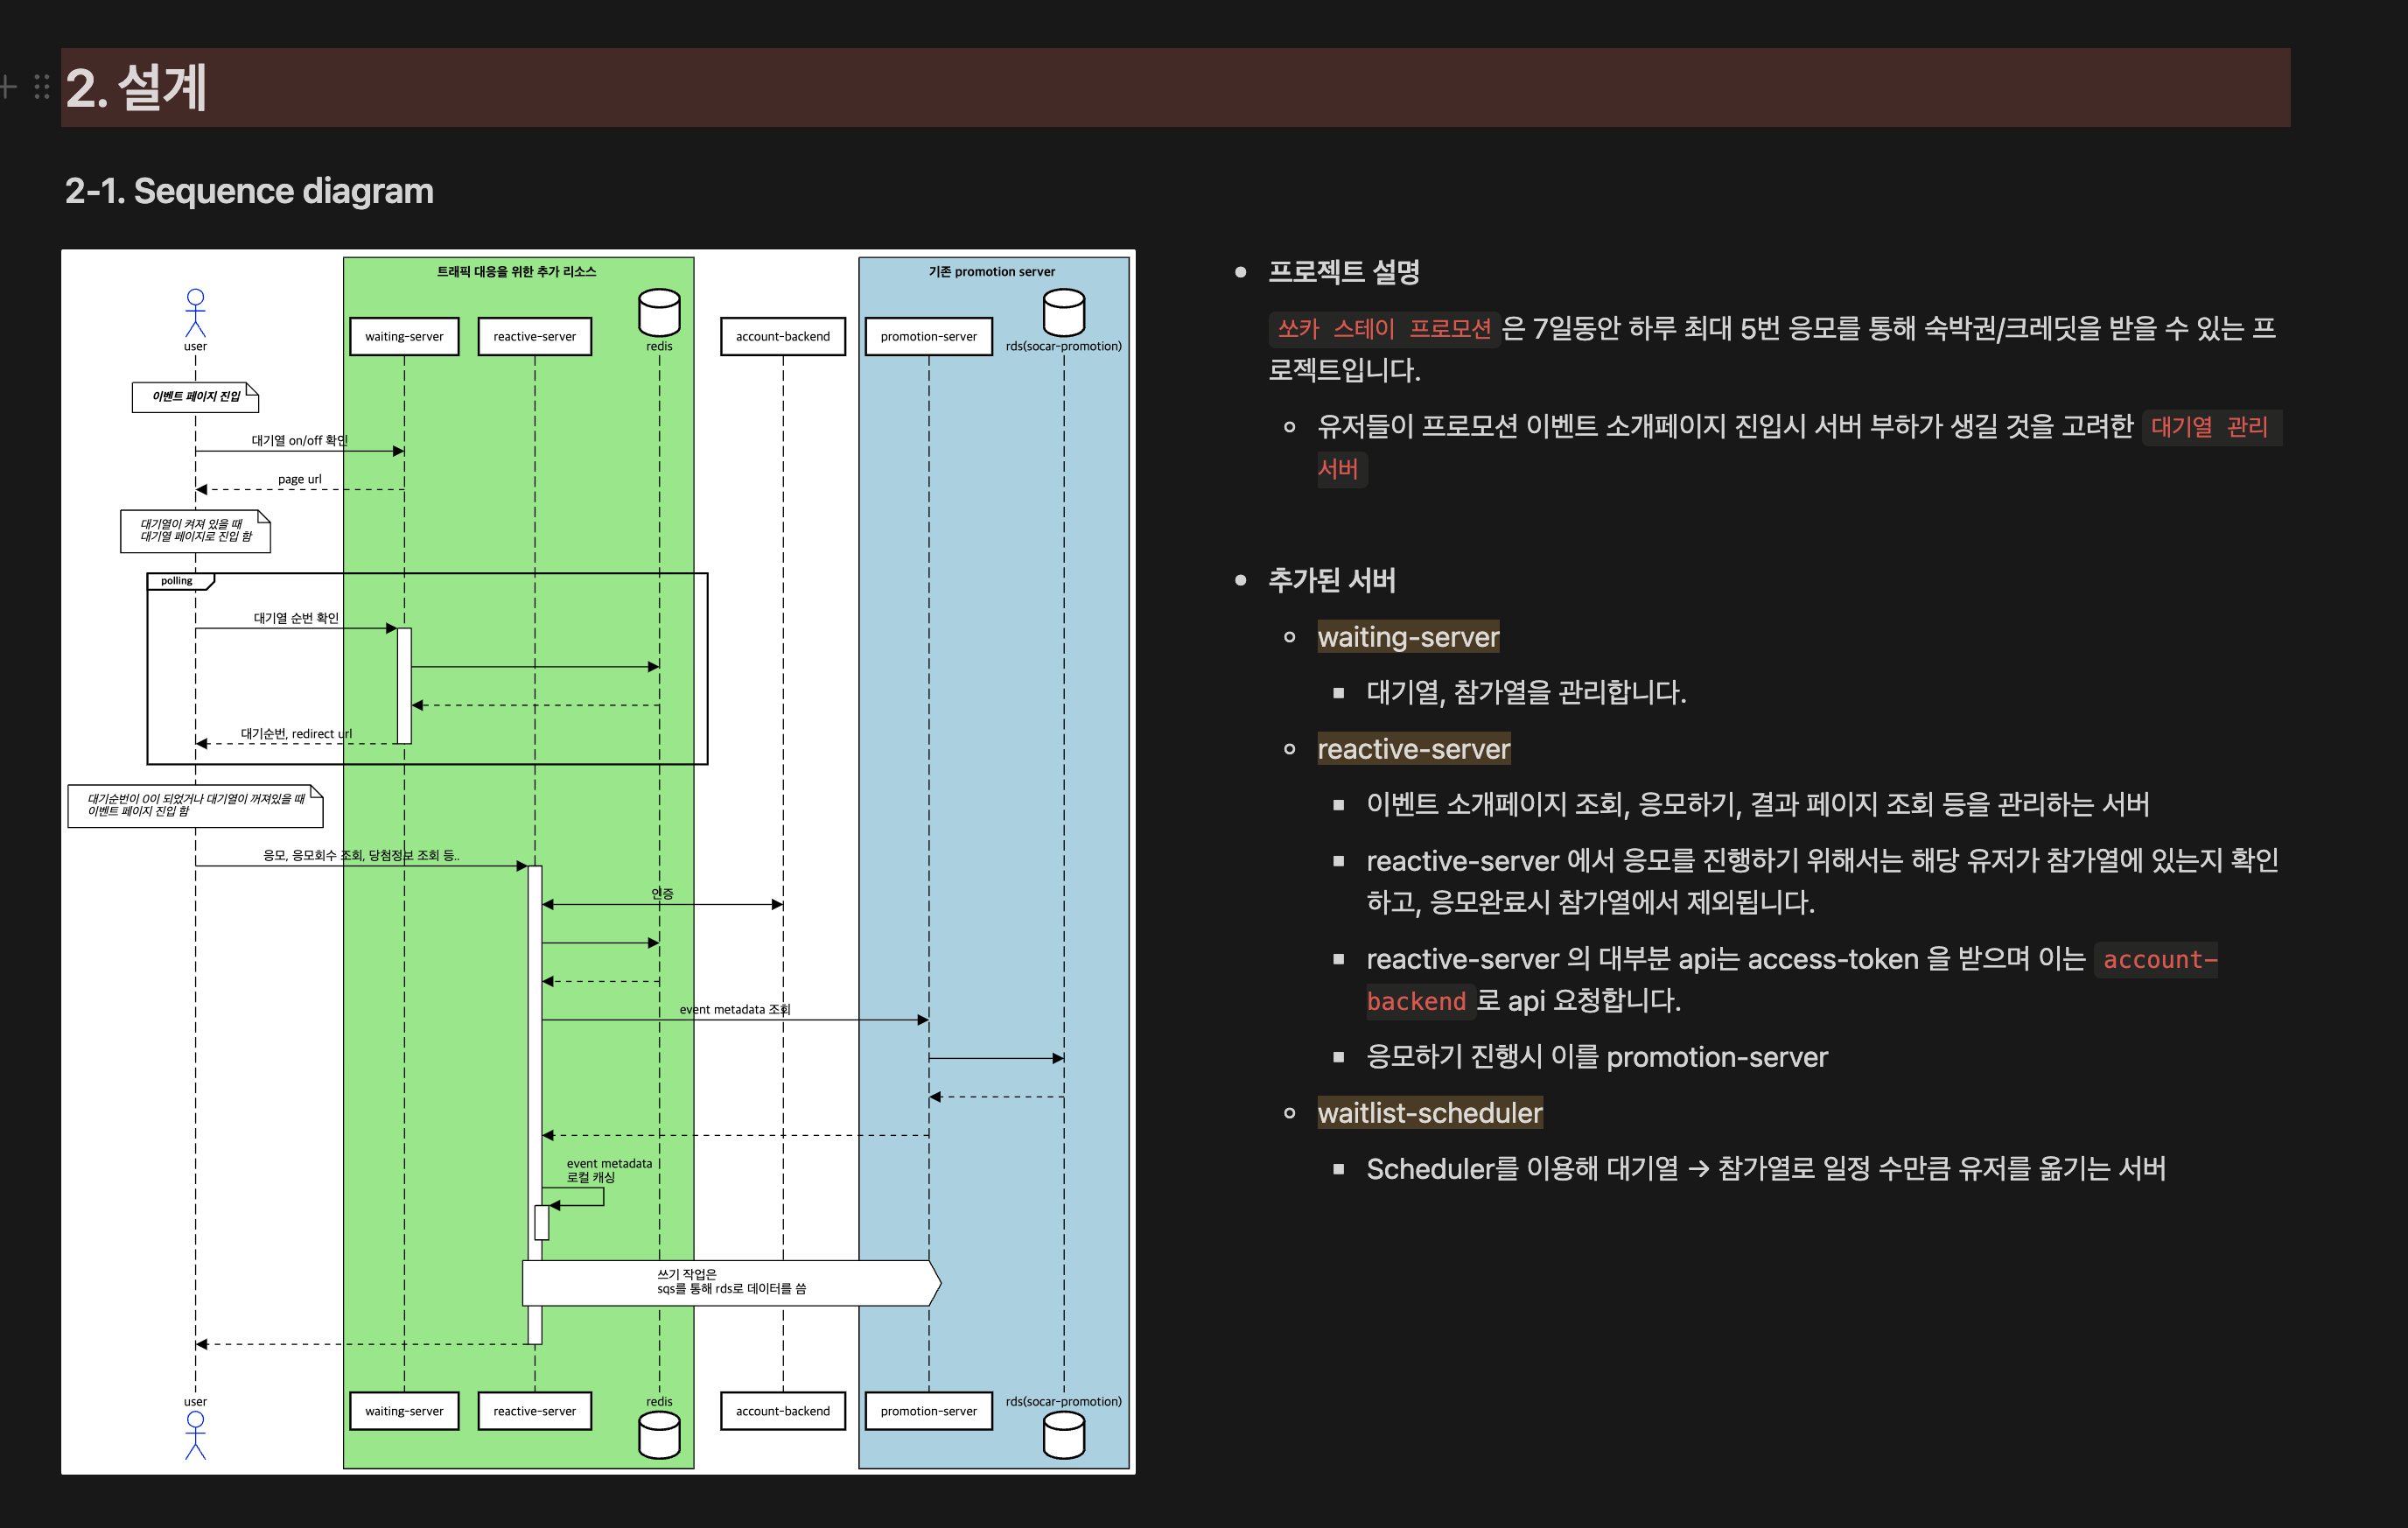 2. 설계
2-1. Sequence diagram
트래픽 대응을 위한 추가 리소스
기존 promotion server
user
waiting-server
reactive-server
redis
account-backend
promotion-server
rds(socar-promotion)
이벤트 페이지 진입
대기열 on/off 확인
page url
대기열이 켜져 있을 때
대기열 페이지로 진입 함
polling
대기열 순번 확인
대기순번, redirect url
대기순번이 0이 되었거나 대기열이 꺼져있을 때
이벤트 페이지 진입 함
응모, 응모회수 조회, 당첨정보 조회 등..
인증
event metadata 조회
event metadata
로컬 캐싱
쓰기 작업은
sqs를 통해 rds로 데이터를 씀
user
waiting-server
reactive-server
redis
account-backend
promotion-server
rds(socar-promotion)
프로젝트 설명
쏘카 스테이 프로모션은 7일동안 하루 최대 5번 응모를 통해 숙박권/크레딧을 받을 수 있는 프
로젝트입니다.
유저들이 프로모션 이벤트 소개페이지 진입시 서버 부하가 생길 것을 고려한 대기열 관리
서버
추가된 서버
waiting-server
대기열, 참가열을 관리합니다.
reactive-server
이벤트 소개페이지 조회, 응모하기, 결과 페이지 조회 등을 관리하는 서버
reactive-server 에서 응모를 진행하기 위해서는 해당 유저가 참가열에 있는지 확인
하고, 응모완료시 참가열에서 제외됩니다.
reactive-server 의 대부분 api는 access-token 을 받으며 이는 account-
backend로 api 요청합니다.
응모하기 진행시 이를 promotion-server
waitlist-scheduler
Scheduler를 이용해 대기열 → 참가열로 일정 수만큼 유저를 옮기는 서버